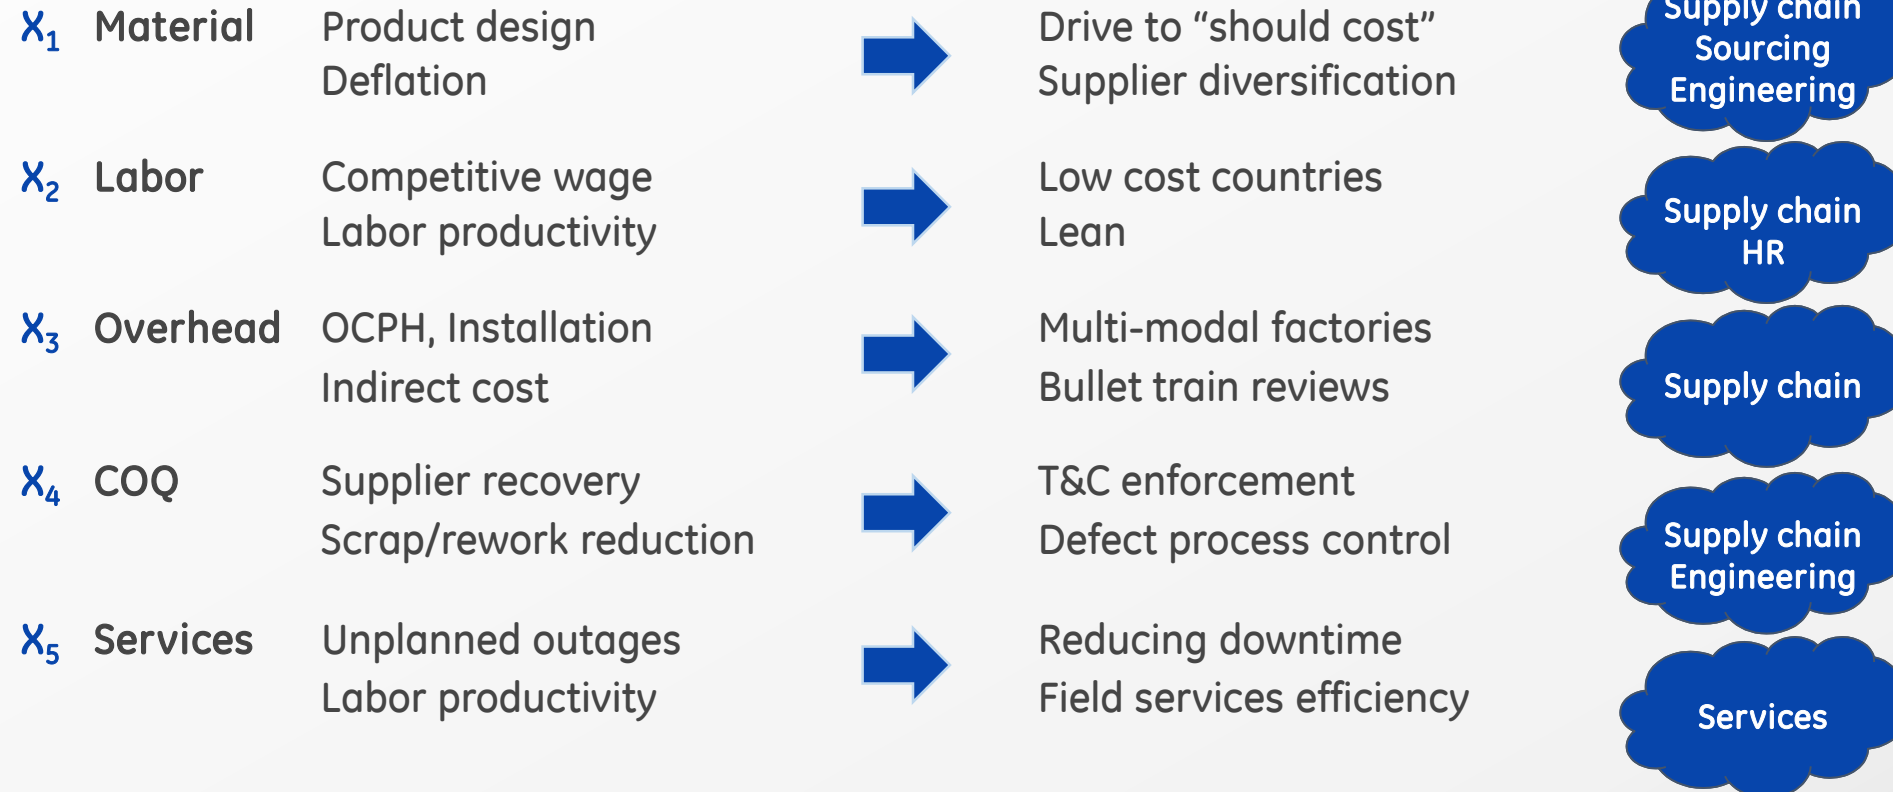 X1 Material Product design Drive to “should cost” Supply chain
Deflation Supplier diversification Sourcing
Engineering
X2 Labor Competitive wage Low cost countries Supply chain
Labor productivity Lean HR
X3 Overhead OCPH, Installation Multi-modal factories
Indirect cost Bullet train reviews Supply chain
X4 COQ Supplier recovery T&C enforcement Supply chain
Scrap/rework reduction Defect process control Engineering
X5 Services Unplanned outages Reducing downtime
Labor productivity Field services efficiency Services